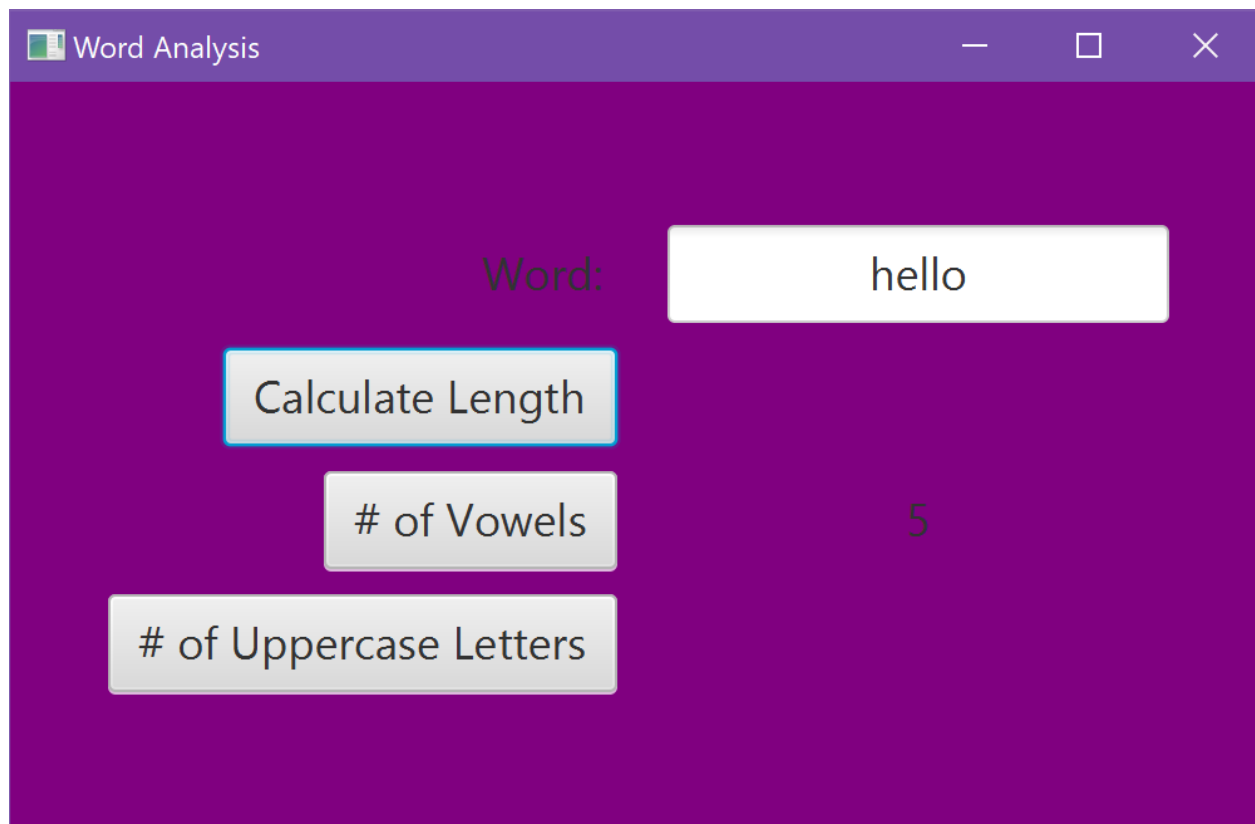 Word Analysis
Word: hello
Calculate Length
# of Vowels 5
# of Uppercase Letters